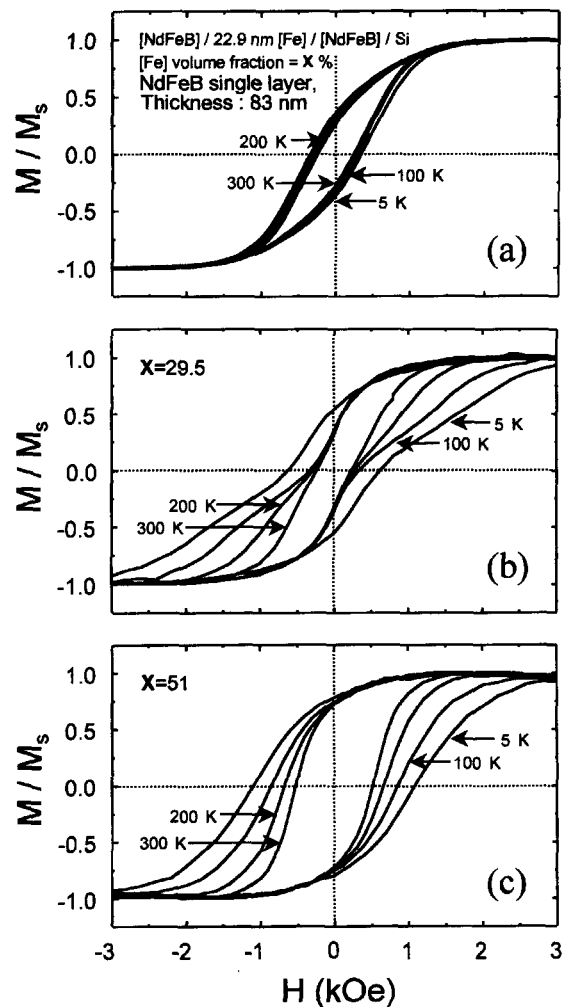 [NdFeB] / 22.9 nm [Fe] / [NdFeB] / Si
[Fe] volume fraction = X %
NdFeB single layer,
Thickness : 83 nm
M / Ms
1.0
0.5
0.0
-0.5
-1.0
200 K
300 K
100 K
5 K
(a)
M / Ms
1.0
0.5
0.0
-0.5
-1.0
X=29.5
5 K
100 K
200 K
300 K
(b)
M / Ms
1.0
0.5
0.0
-0.5
-1.0
X=51
5 K
100 K
200 K
300 K
(c)
-3 -2 -1 0 1 2 3
H (kOe)